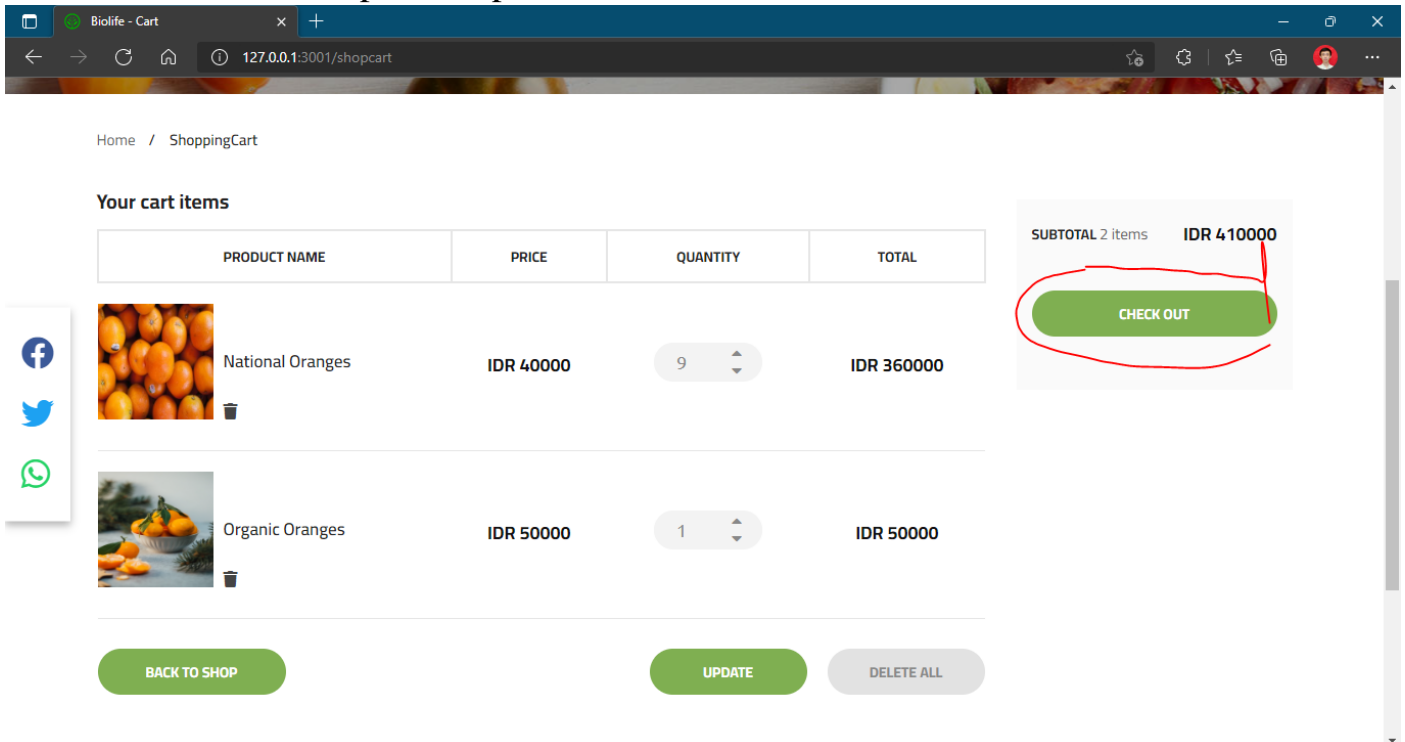 Biolife - Cart
127.0.0.1:3001/shopcart
Home / ShoppingCart
Your cart items
PRODUCT NAME PRICE QUANTITY TOTAL
National Oranges IDR 40000 9 IDR 360000
Organic Oranges IDR 50000 1 IDR 50000
BACK TO SHOP UPDATE DELETE ALL
SUBTOTAL 2 items IDR 410000
CHECK OUT